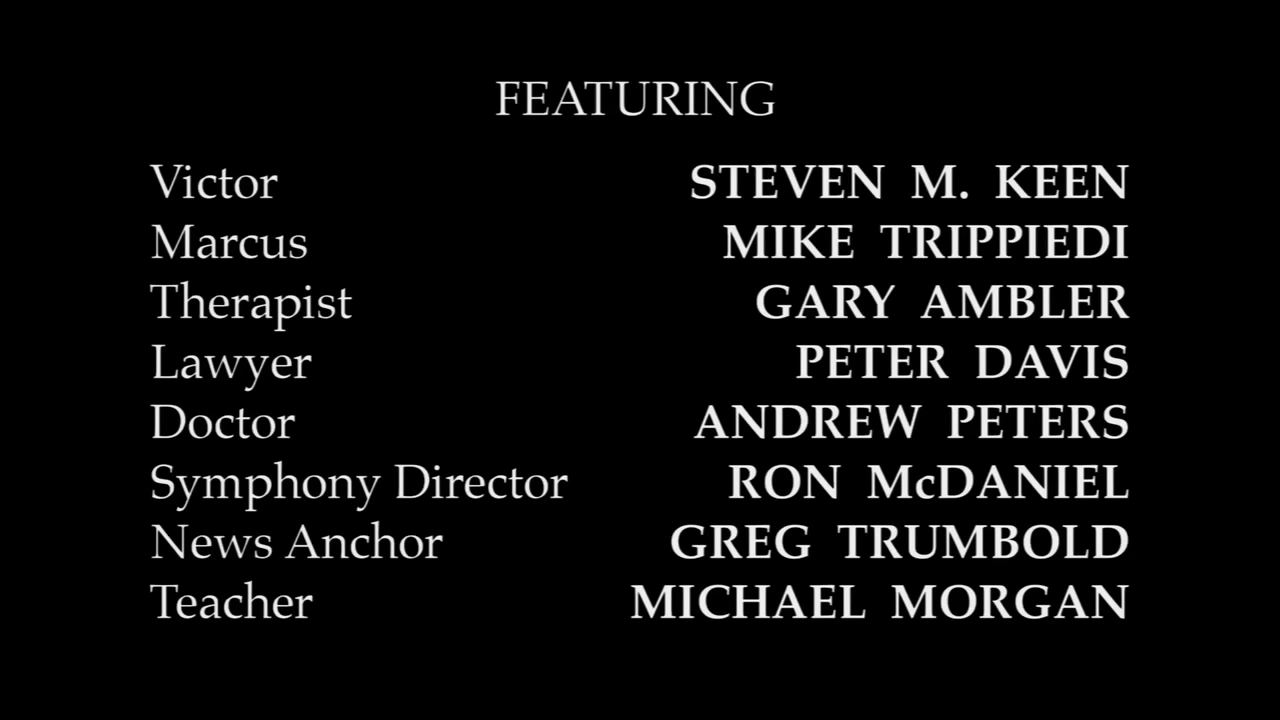 FEATURING
Victor STEVEN M. KEEN
Marcus MIKE TRIPPIEDI
Therapist GARY AMBLER
Lawyer PETER DAVIS
Doctor ANDREW PETERS
Symphony Director RON McDANIEL
News Anchor GREG TRUMBOLD
Teacher MICHAEL MORGAN